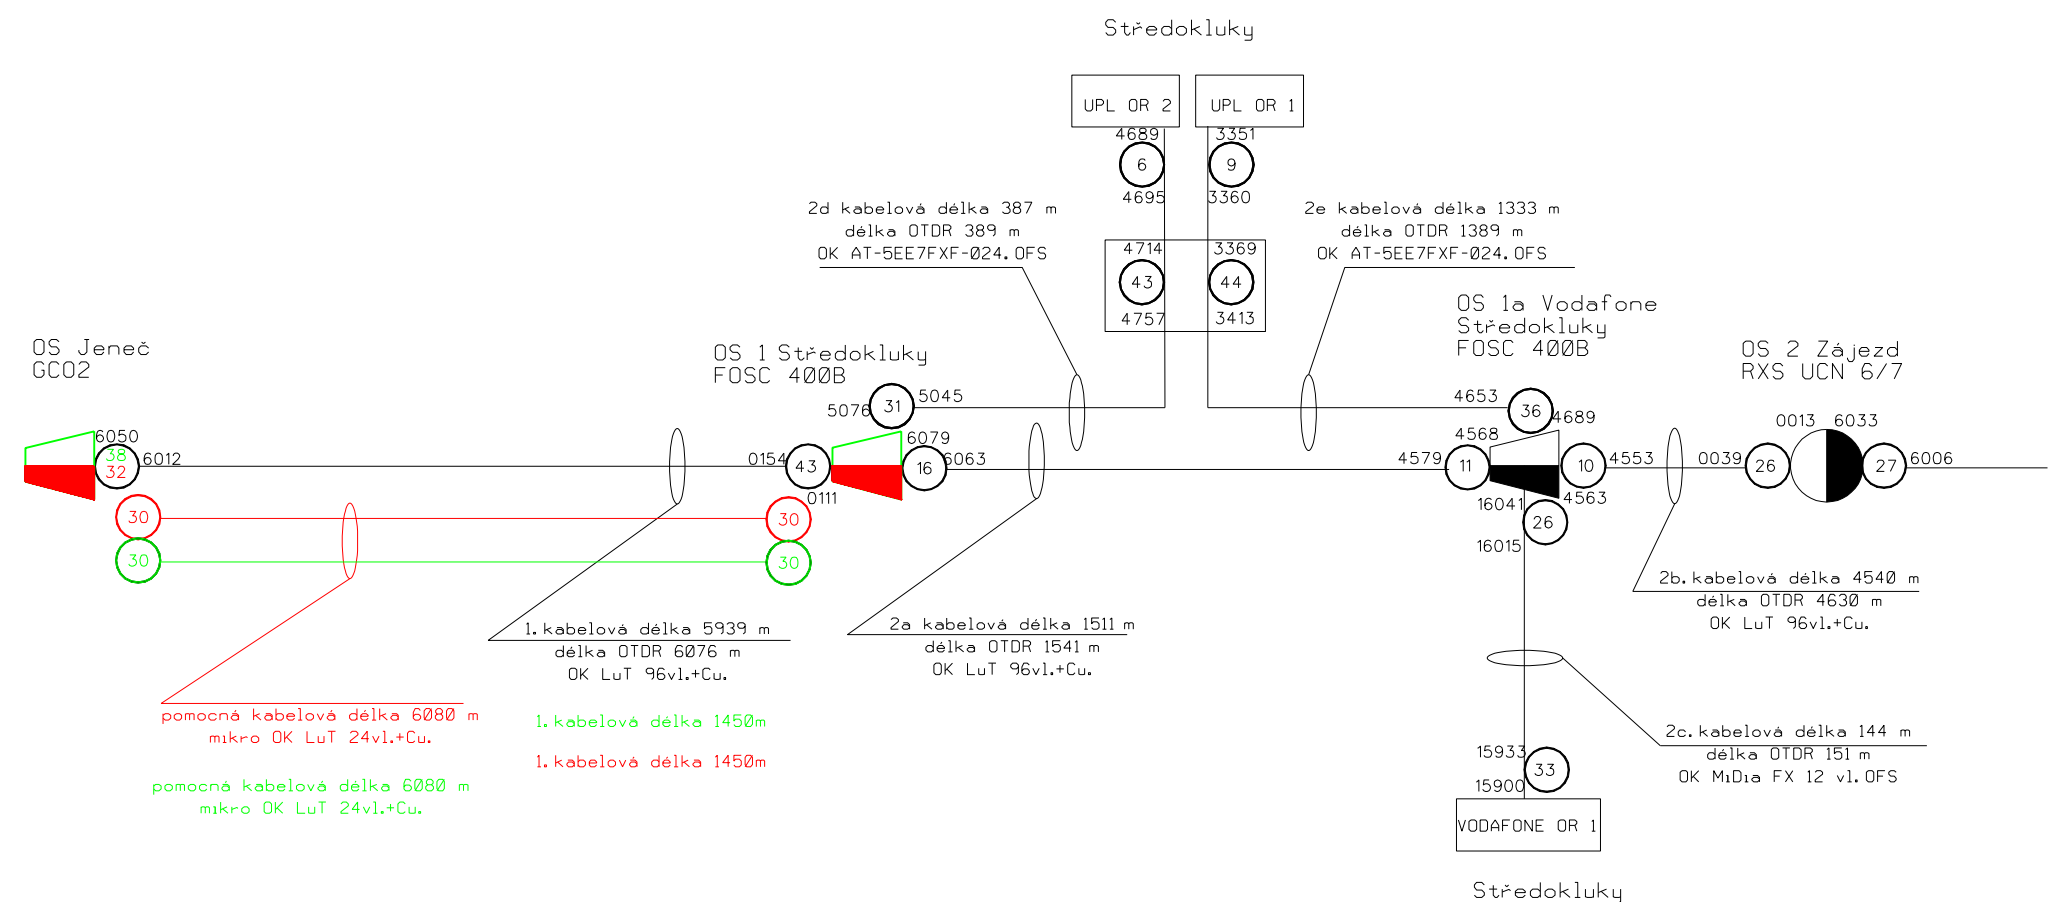 Středokluky
UPL OR 2
UPL OR 1
4689
3351
6
9
4695
3360
2d kabelová délka 387 m
délka OTDR 389 m
OK AT-5EE7FXF-024.OFS
2e kabelová délka 1333 m
délka OTDR 1389 m
OK AT-5EE7FXF-024.OFS
4714
3369
43
44
4757
3413
OS Jeneč
GCO2
OS 1 Středokluky
FOSC 400B
OS 1a Vodafone
Středokluky
FOSC 400B
OS 2 Zájezd
RXS UCN 6/7
5076
31
5045
4653
36
4689
0013
6033
6050
38
32
6012
0154
43
0111
6079
16
6063
4579
4568
11
10
4553
4563
0039
26
27
6006
16041
26
16015
30
30
30
30
2b.kabelová délka 4540 m
délka OTDR 4630 m
OK LuT 96vl.+Cu.
1.kabelová délka 5939 m
délka OTDR 6076 m
OK LuT 96vl.+Cu.
2a kabelová délka 1511 m
délka OTDR 1541 m
OK LuT 96vl.+Cu.
pomocná kabelová délka 6080 m
mikro OK LuT 24vl.+Cu.
1.kabelová délka 1450m
1.kabelová délka 1450m
pomocná kabelová délka 6080 m
mikro OK LuT 24vl.+Cu.
2c.kabelová délka 144 m
délka OTDR 151 m
OK MiDia FX 12 vl.OFS
15933
33
15900
VODAFONE OR 1
Středokluky